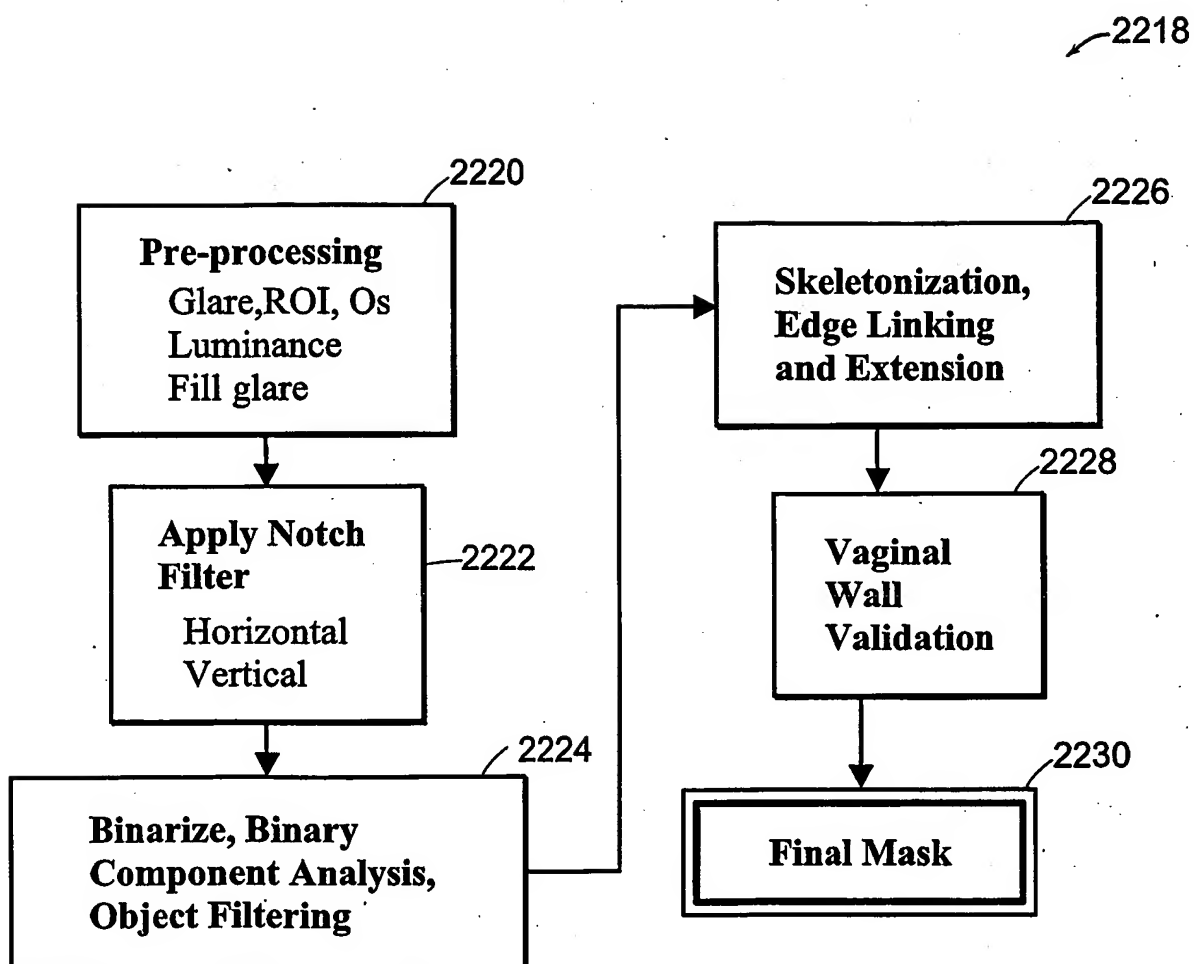 2218
2220
Pre-processing
Glare,ROI, Os
Luminance
Fill glare
2222
Apply Notch
Filter
Horizontal
Vertical
2224
Binarize, Binary
Component Analysis,
Object Filtering
2226
Skeletonization,
Edge Linking
and Extension
2228
Vaginal
Wall
Validation
2230
Final Mask